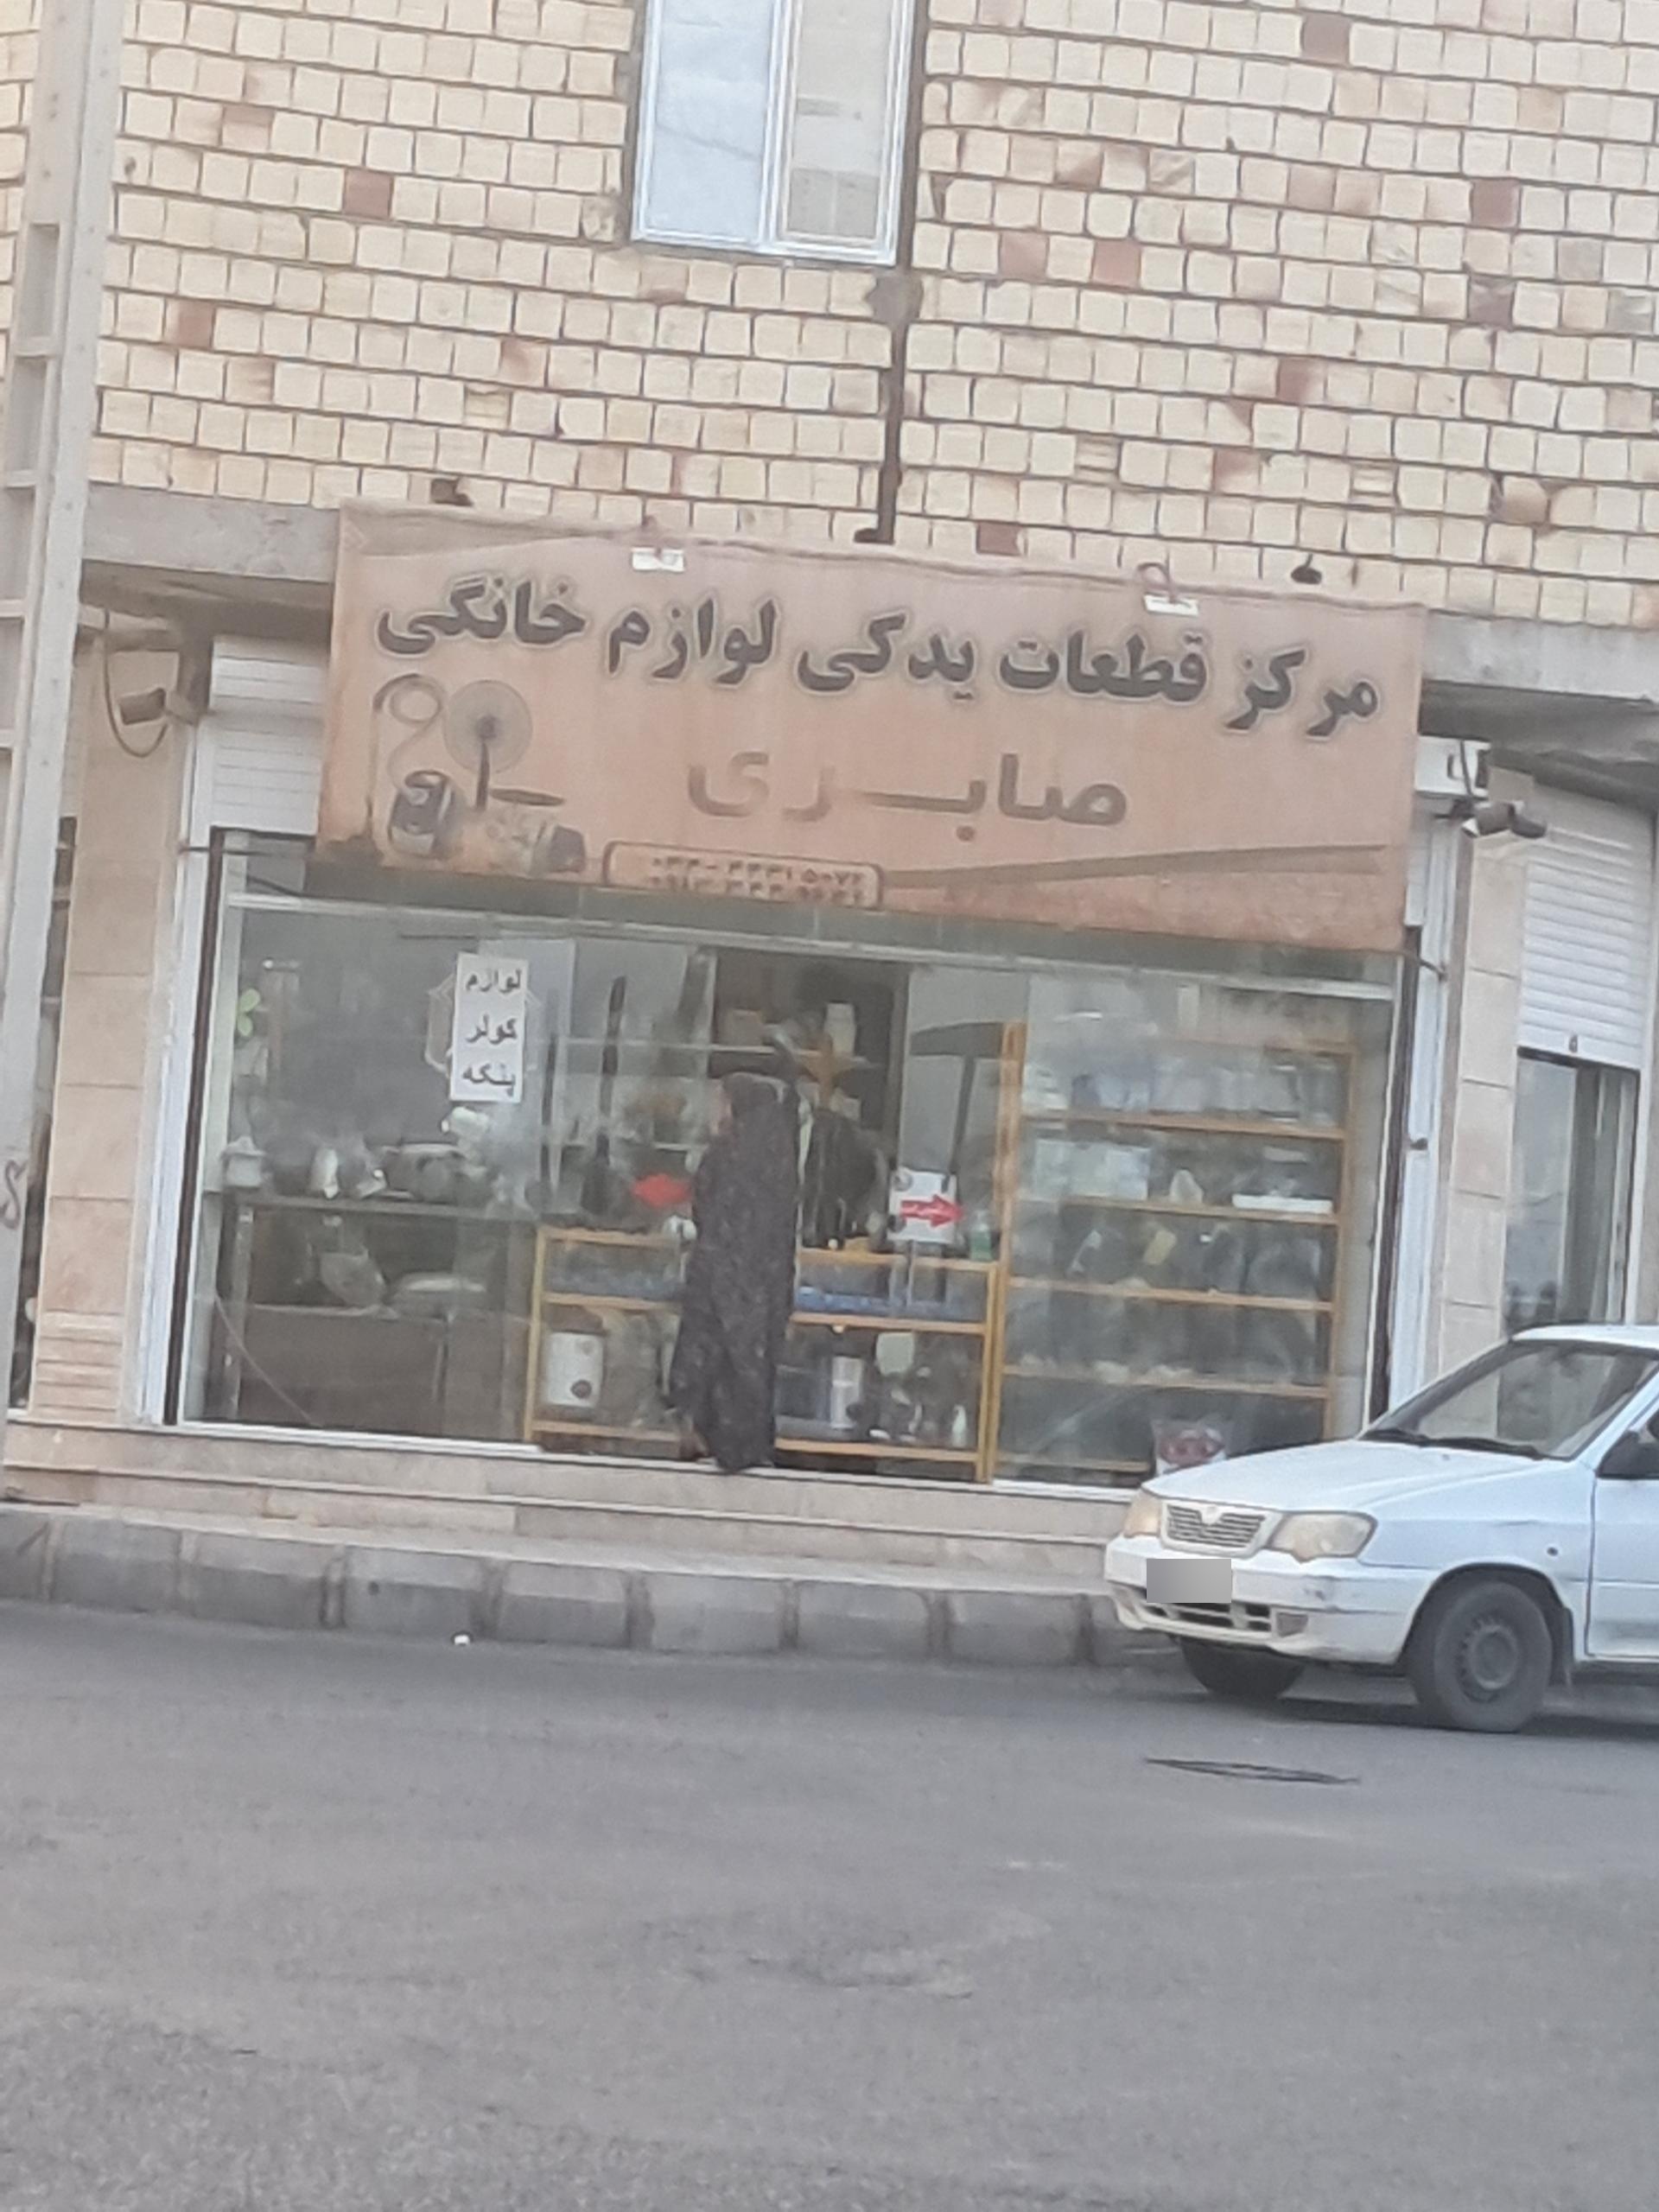 مرکز قطعات یدکی لوازم خانگی
صابری
لوازم
کولر
پنکه